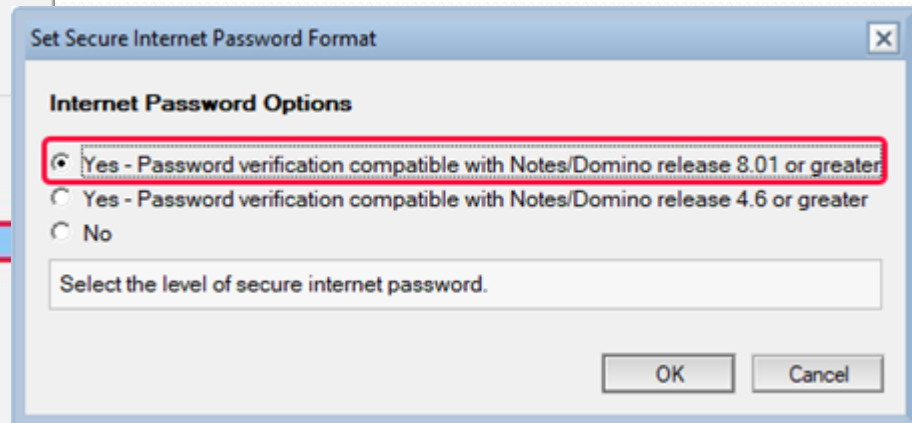 Set Secure Internet Password Format
Internet Password Options
Yes - Password verification compatible with Notes/Domino release 8.01 or greater
Yes - Password verification compatible with Notes/Domino release 4.6 or greater
No
Select the level of secure internet password.
OK
Cancel